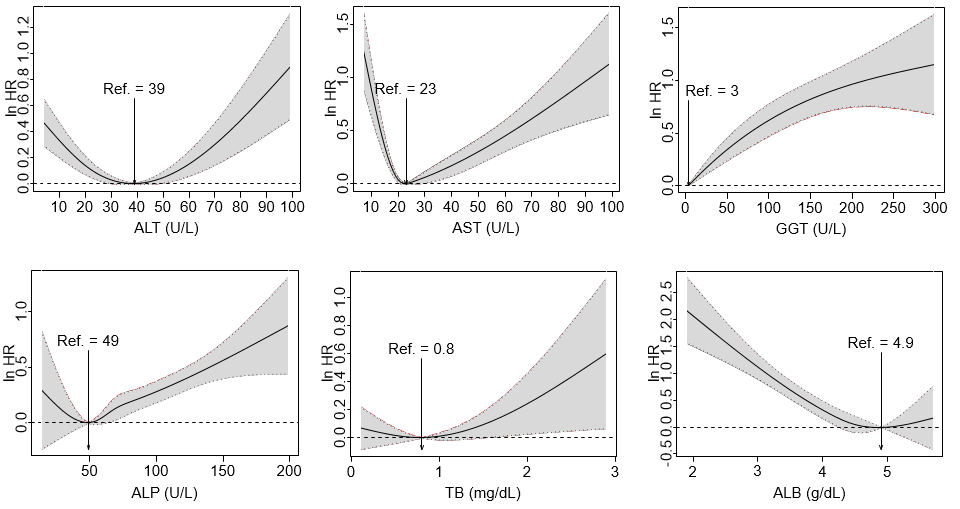 ln HR
0.0 0.2 0.4 0.6 0.8 1.0 1.2
Ref. = 39
10 20 30 40 50 60 70 80 90 100
ALT (U/L)
ln HR
0.0 0.5 1.0 1.5
Ref. = 23
10 20 30 40 50 60 70 80 90 100
AST (U/L)
ln HR
0.0 0.5 1.0 1.5
Ref. = 3
0 50 100 150 200 250 300
GGT (U/L)
ln HR
0.0 0.5 1.0
Ref. = 49
50 100 150 200
ALP (U/L)
ln HR
0.0 0.2 0.4 0.6 0.8 1.0
Ref. = 0.8
0 1 2 3
TB (mg/dL)
ln HR
-0.5 0.0 0.5 1.0 1.5 2.0 2.5
Ref. = 4.9
2 3 4 5
ALB (g/dL)